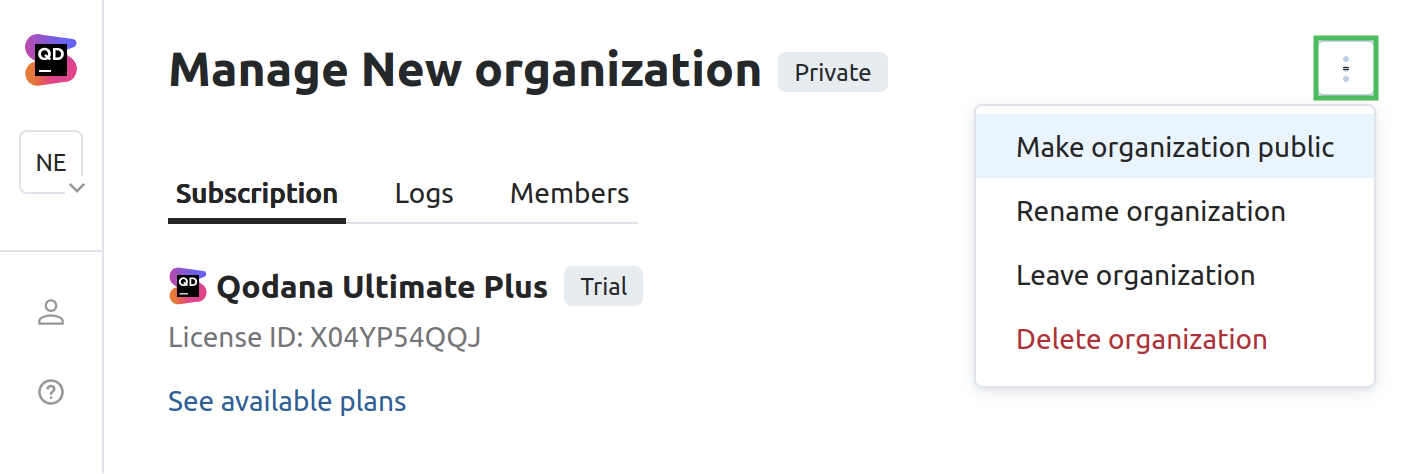 QD
Manage New organization
Private
NE
Make organization public
Rename organization
Leave organization
Delete organization
Subscription
Logs
Members
QD
Qodana Ultimate Plus
Trial
License ID: X04YP54QQJ
See available plans